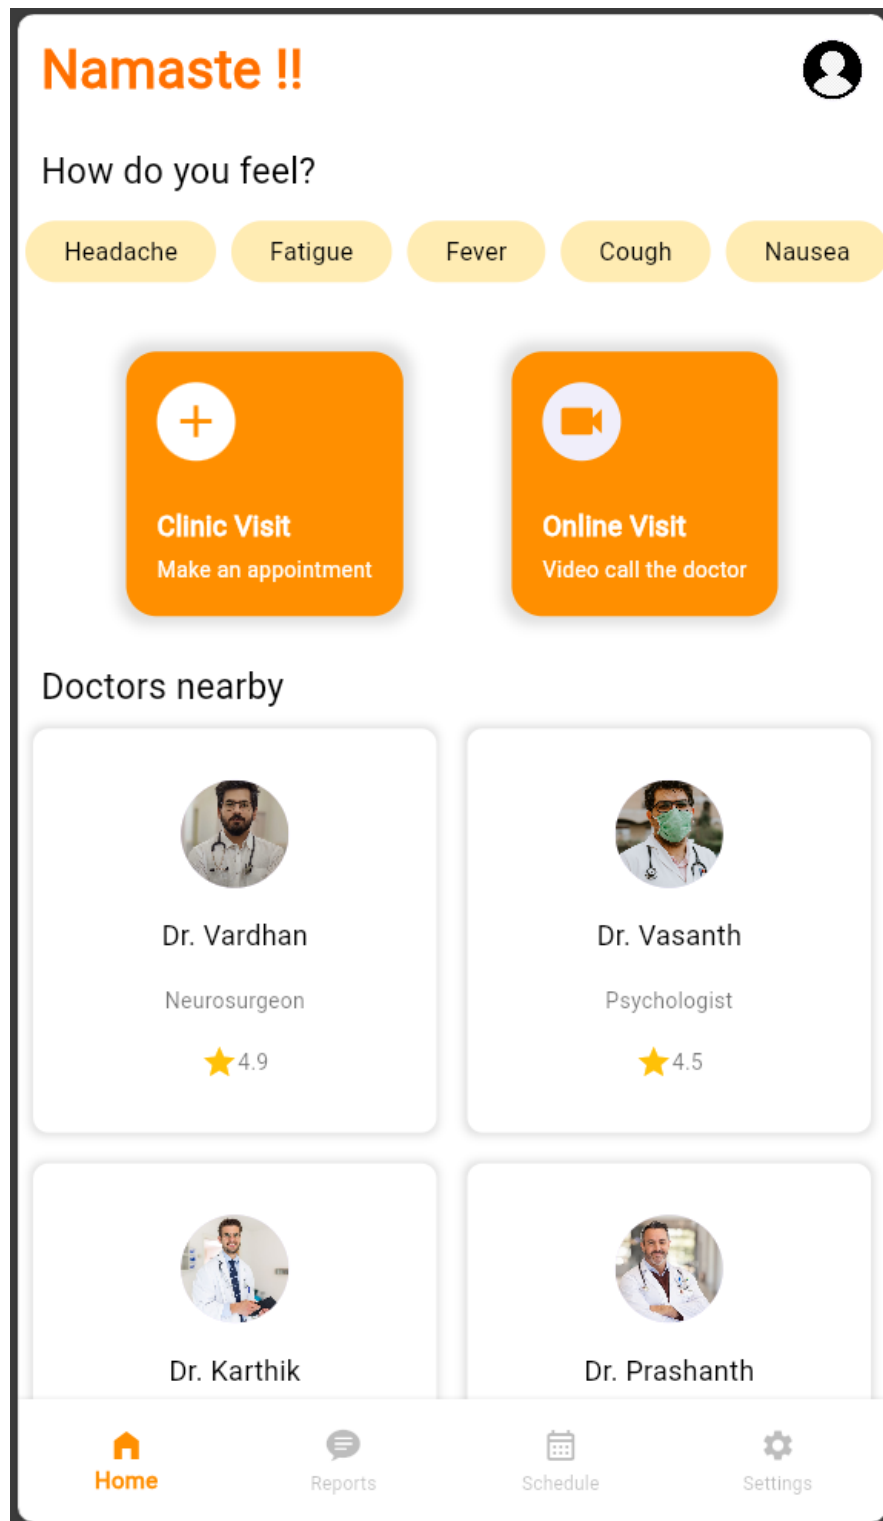 Namaste !!
How do you feel?
Headache Fatigue Fever Cough Nausea
Clinic Visit
Make an appointment
Online Visit
Video call the doctor
Doctors nearby
Dr. Vardhan
Neurosurgeon
4.9
Dr. Vasanth
Psychologist
4.5
Dr. Karthik
Dr. Prashanth
Home Reports Schedule Settings